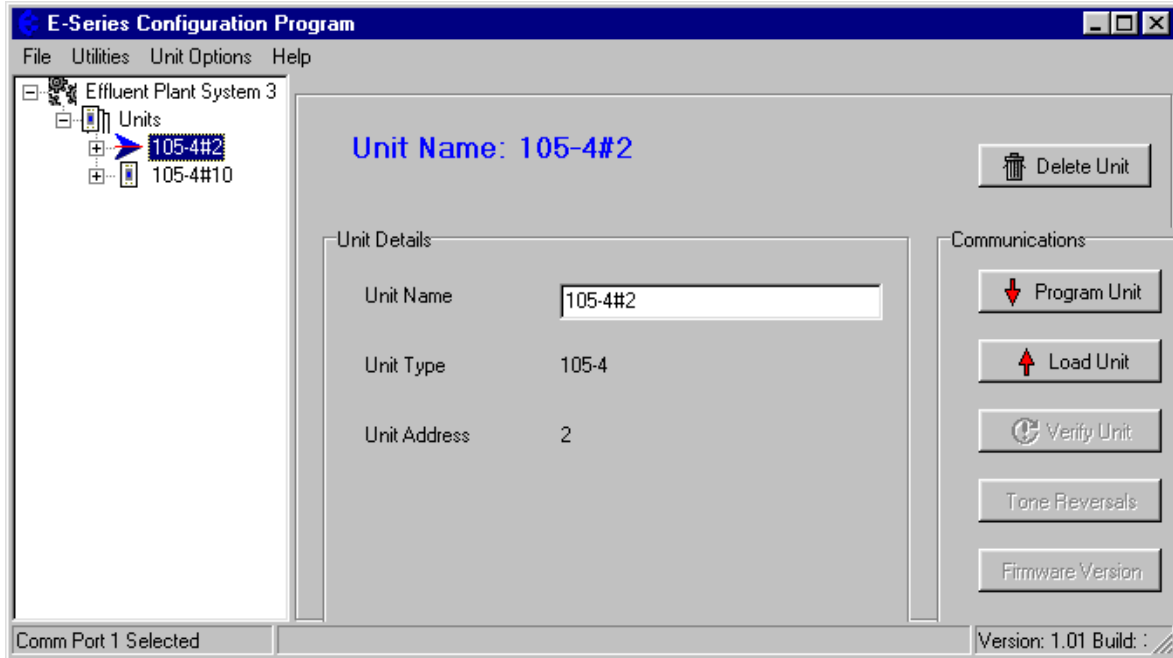 E-Series Configuration Program
File Utilities Unit Options Help
Effluent Plant System 3
Units
105-4#2
105-4#10
Unit Name: 105-4#2
Delete Unit
Unit Details
Unit Name 105-4#2
Unit Type 105-4
Unit Address 2
Communications
Program Unit
Load Unit
Verify Unit
Tone Reversals
Firmware Version
Comm Port 1 Selected
Version: 1.01 Build: